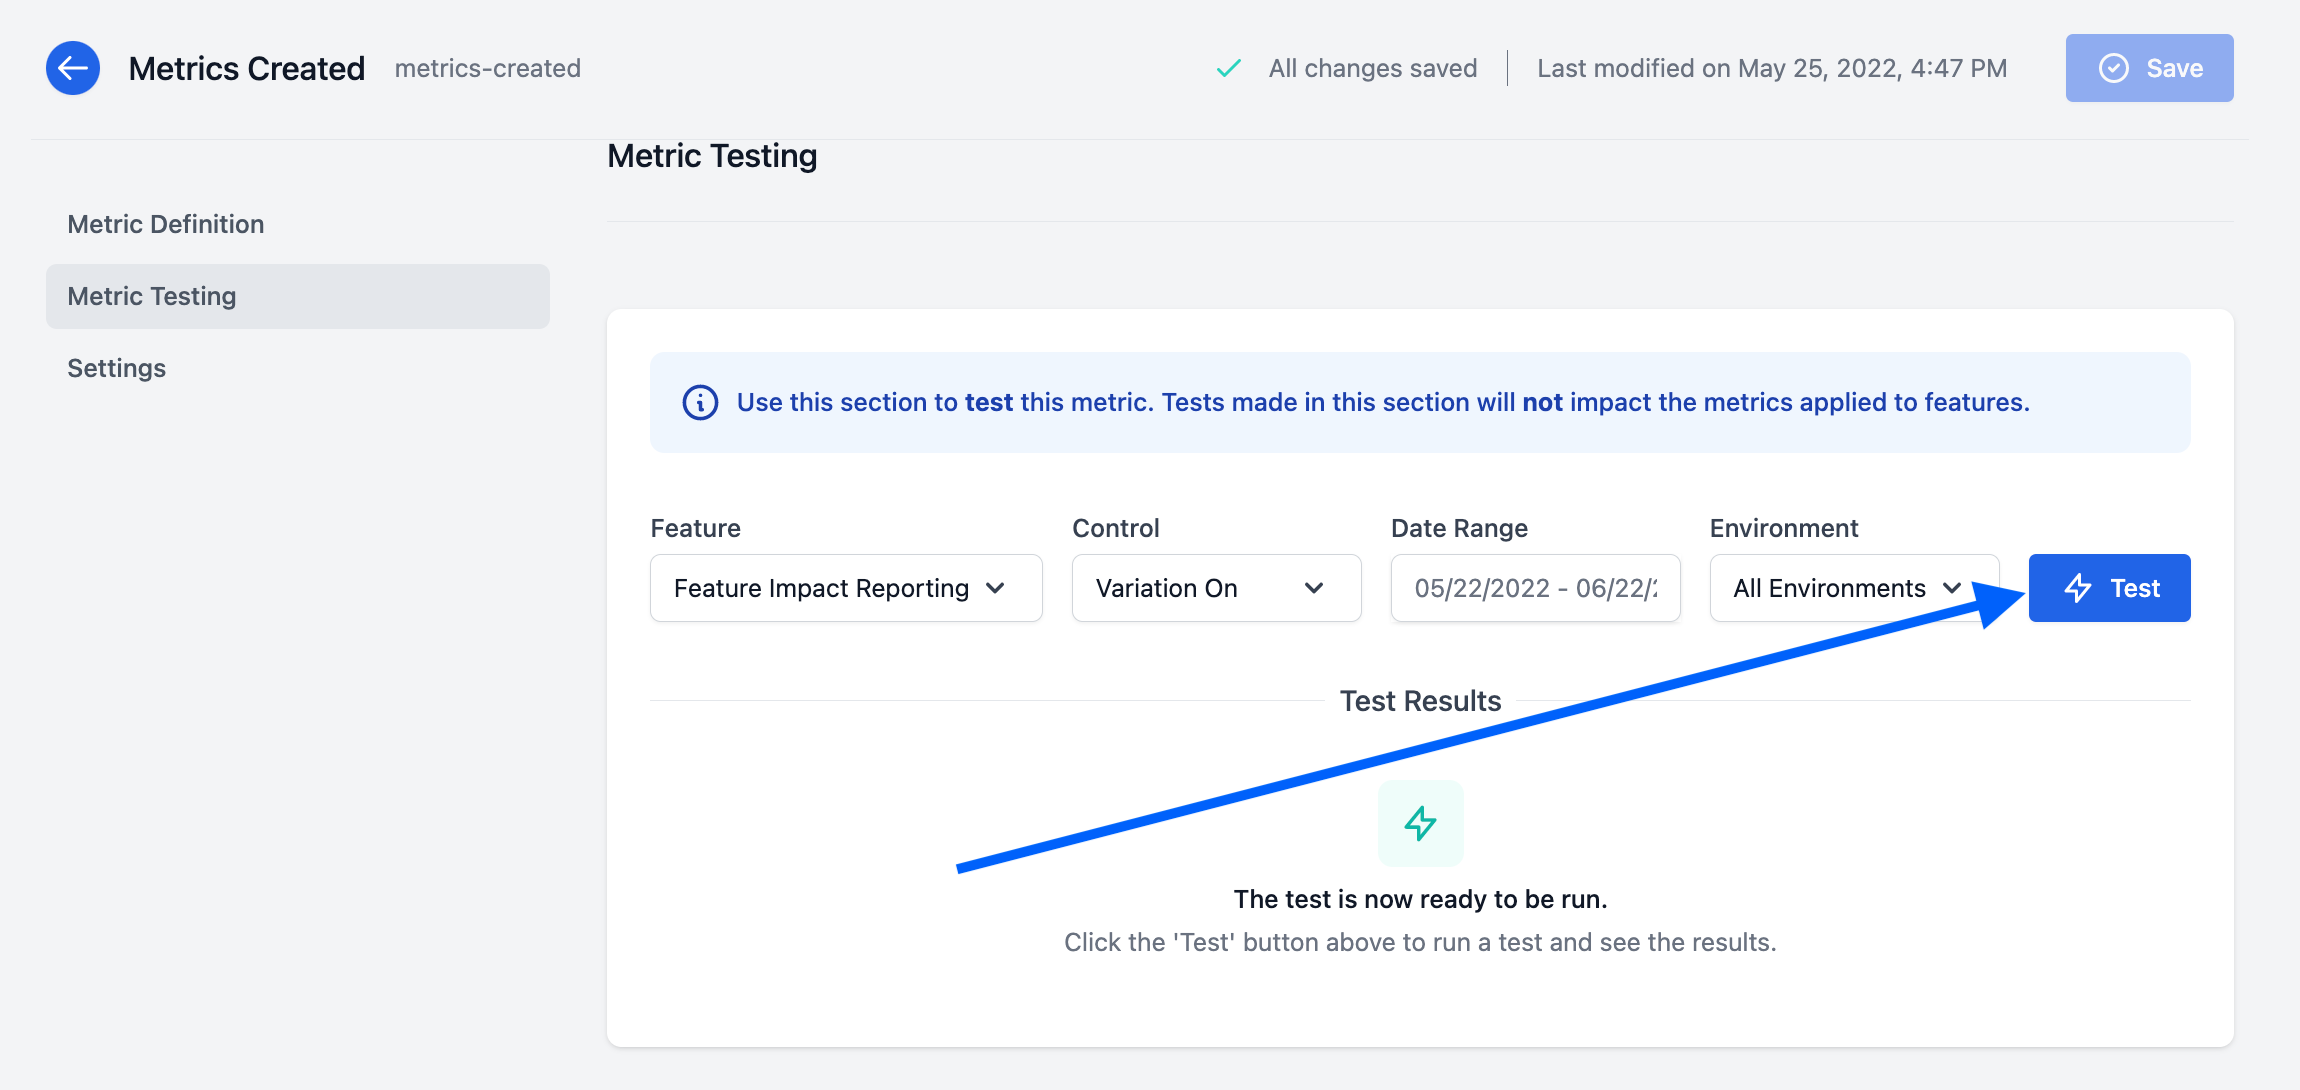 Metrics Created metrics-created
All changes saved
Last modified on May 25, 2022, 4:47 PM
Save
Metric Definition
Metric Testing
Settings
Metric Testing
Use this section to test this metric. Tests made in this section will not impact the metrics applied to features.
Feature
Control
Date Range
Environment
Feature Impact Reporting
Variation On
05/22/2022 - 06/22/
All Environments
Test
Test Results
The test is now ready to be run.
Click the 'Test' button above to run a test and see the results.